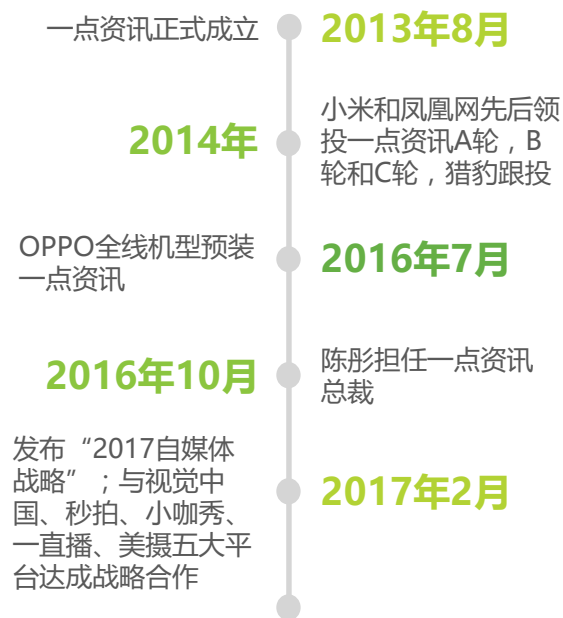 一点资讯正式成立
2013年8月
2014年
小米和凤凰网先后领
投一点资讯A轮，B
轮和C轮，猎豹跟投
OPPO全线机型预装
一点资讯
2016年7月
2016年10月
陈彤担任一点资讯
总裁
发布“2017自媒体
战略”；与视觉中
国、秒拍、小咖秀、
一直播、美摄五大平
台达成战略合作
2017年2月